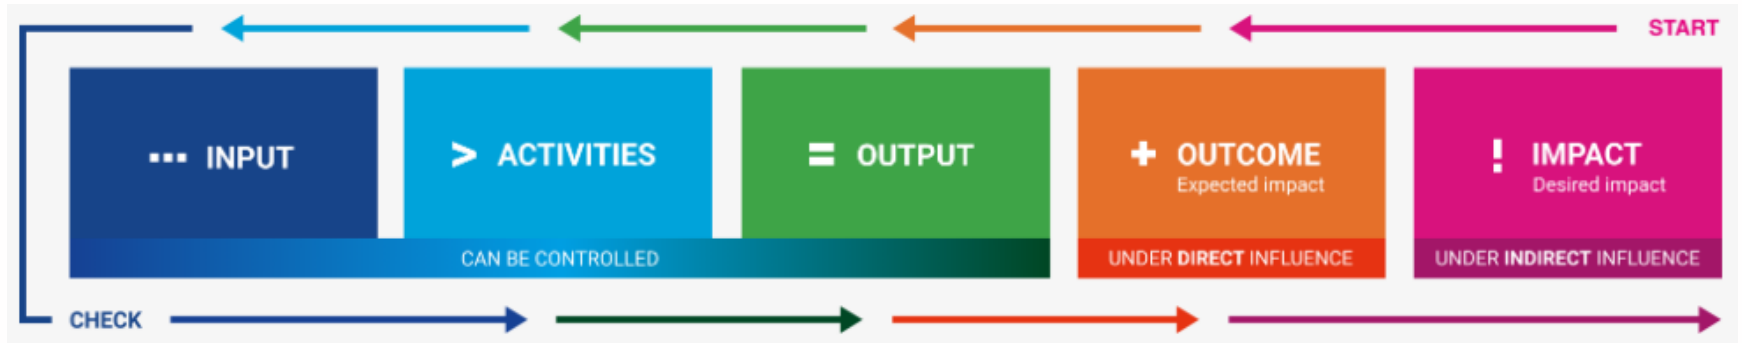 START
--- INPUT
> ACTIVITIES
= OUTPUT
+ OUTCOME
Expected impact
! IMPACT
Desired impact
CAN BE CONTROLLED
UNDER DIRECT INFLUENCE
UNDER INDIRECT INFLUENCE
CHECK